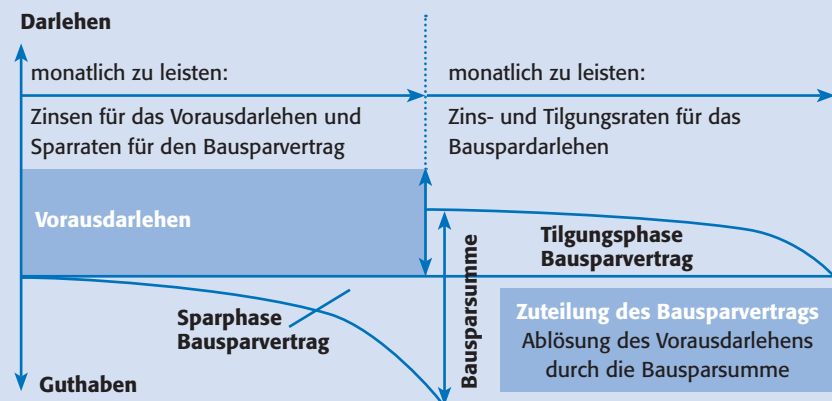 Darlehen
monatlich zu leisten:
Zinsen für das Vorausdarlehen und
Sparraten für den Bausparvertrag
monatlich zu leisten:
Zins- und Tilgungsraten für das
Bauspardarlehen
Vorausdarlehen
Bausparsumme
Tilgungsphase
Bausparvertrag
Sparphase
Bausparvertrag
Zuteilung des Bausparvertrags
Ablösung des Vorausdarlehens
durch die Bausparsumme
Guthaben